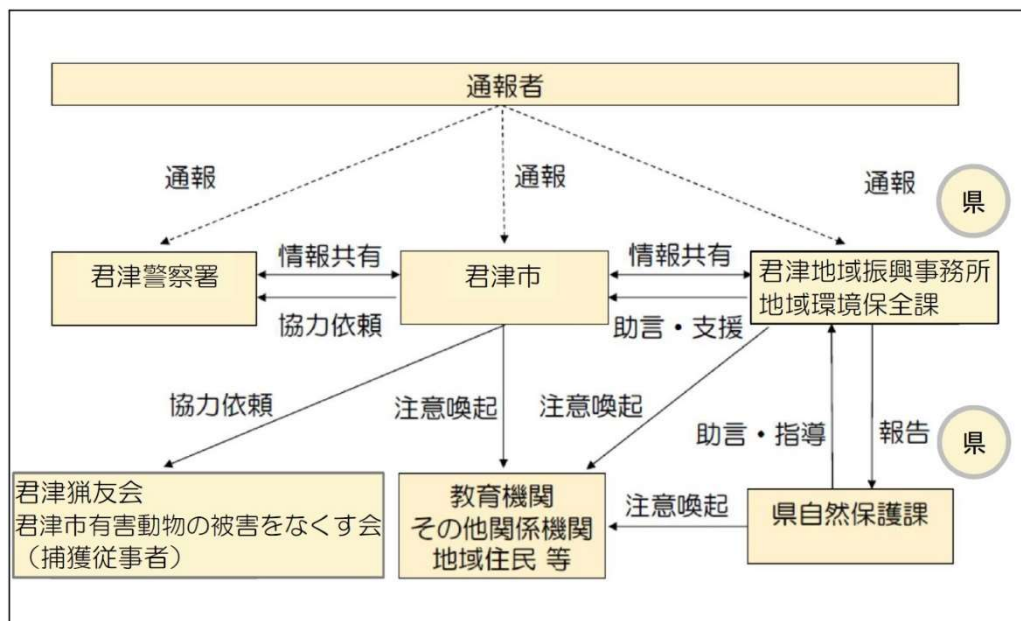 通報者
通報
通報
通報
県
君津警察署
情報共有
協力依頼
君津市
情報共有
助言・支援
君津地域振興事務所
地域環境保全課
協力依頼
注意喚起
注意喚起
助言・指導
報告
県
君津猟友会
君津市有害動物の被害をなくす会
(捕獲従事者)
教育機関
その他関係機関
地域住民 等
注意喚起
県自然保護課